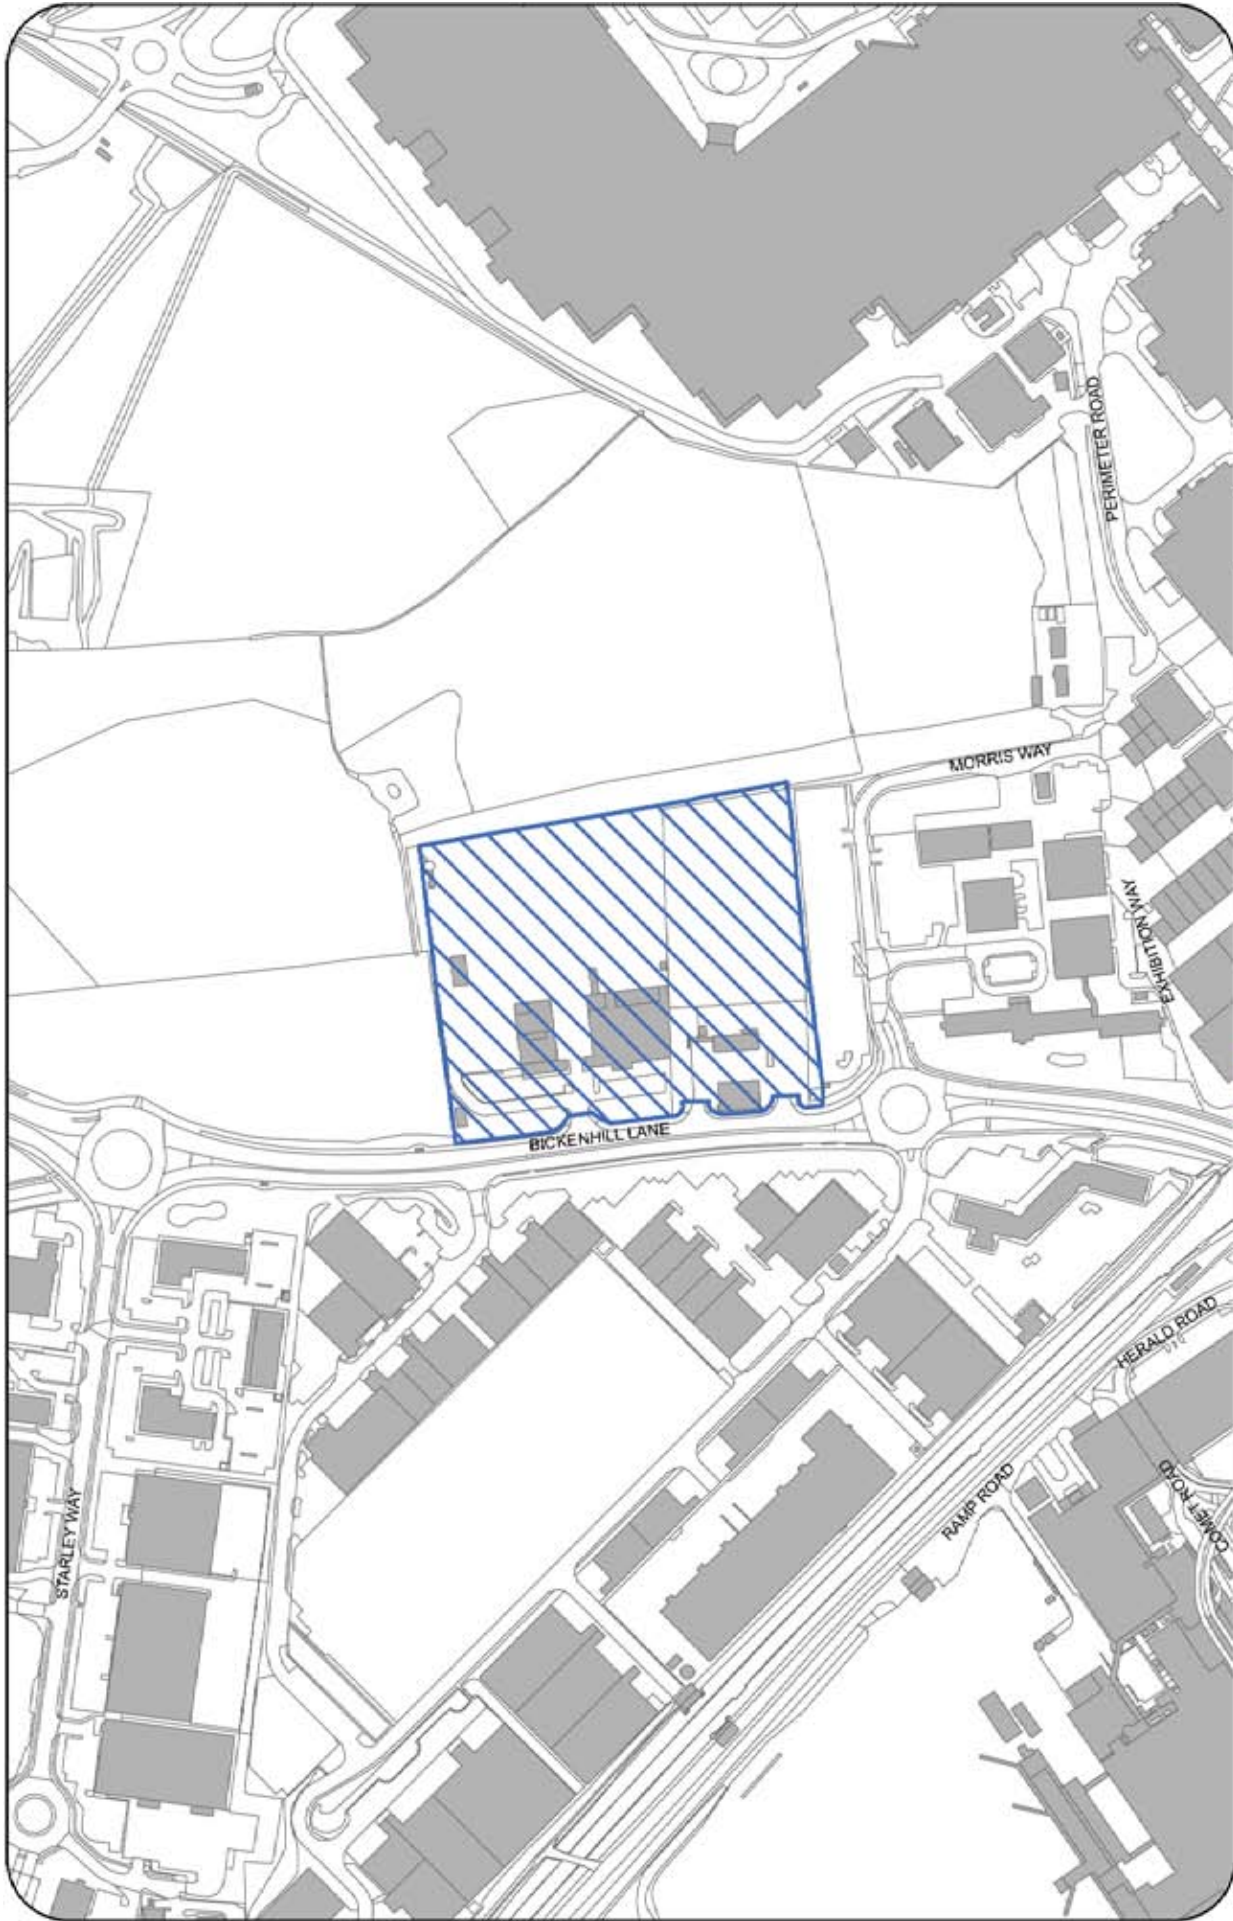 PERIMETER ROAD
MORRIS WAY
EXHIBITION WAY
BICKENHILL LANE
HERALD ROAD
RAMP ROAD
COMET ROAD
STARLEY WAY